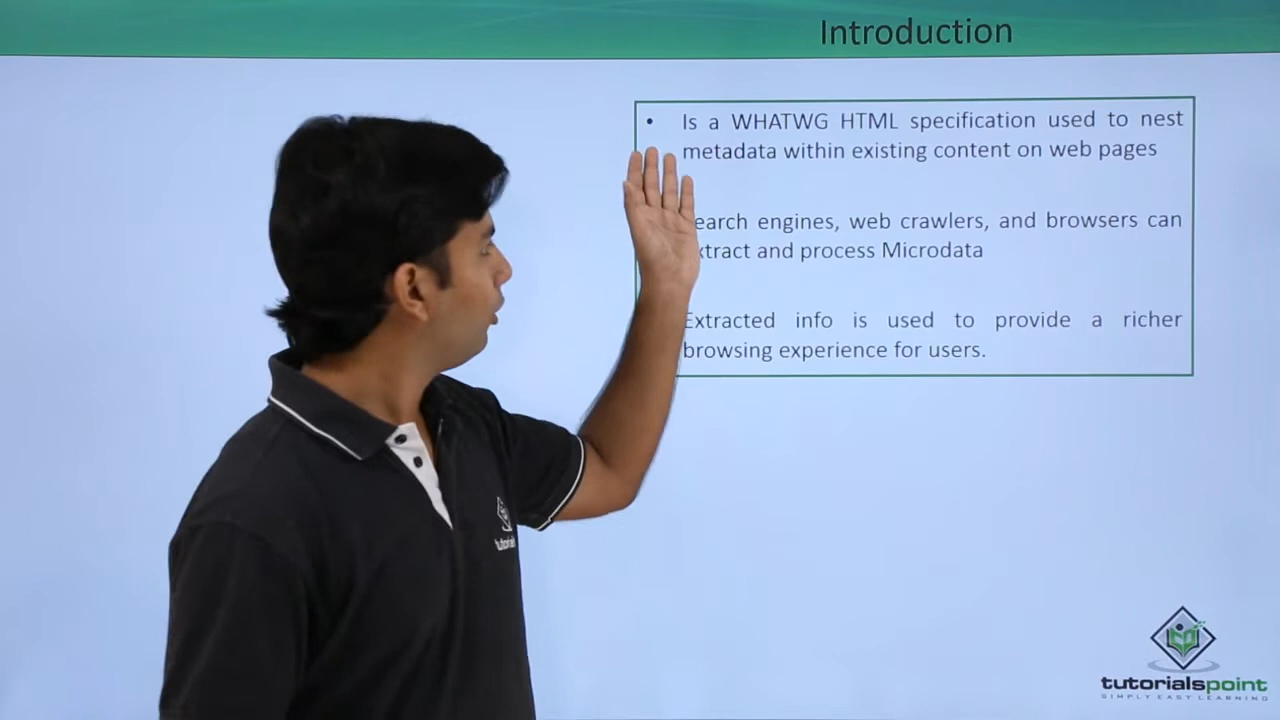 Introduction
• Is a WHATWG HTML specification used to nest
metadata within existing content on web pages
earch engines, web crawlers, and browsers can
xtract and process Microdata
Extracted info is used to provide a richer
browsing experience for users.
tutorials
tutorialspoint
SIMPLY EASY LEARNING